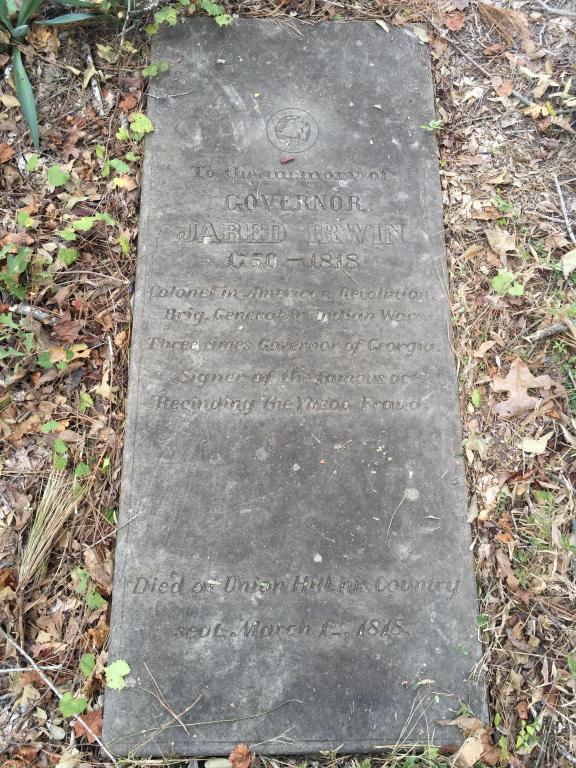 To the memory of
GOVERNOR
JARED IRWIN
1750 – 1818
Colonel in American Revolution.
Brig. General in Indian Wars.
Three times Governor of Georgia.
Signer of the famous act
Recinding the Yazoo Fraud.
Died at Union Hill his Country
seat, March 1st. 1818.